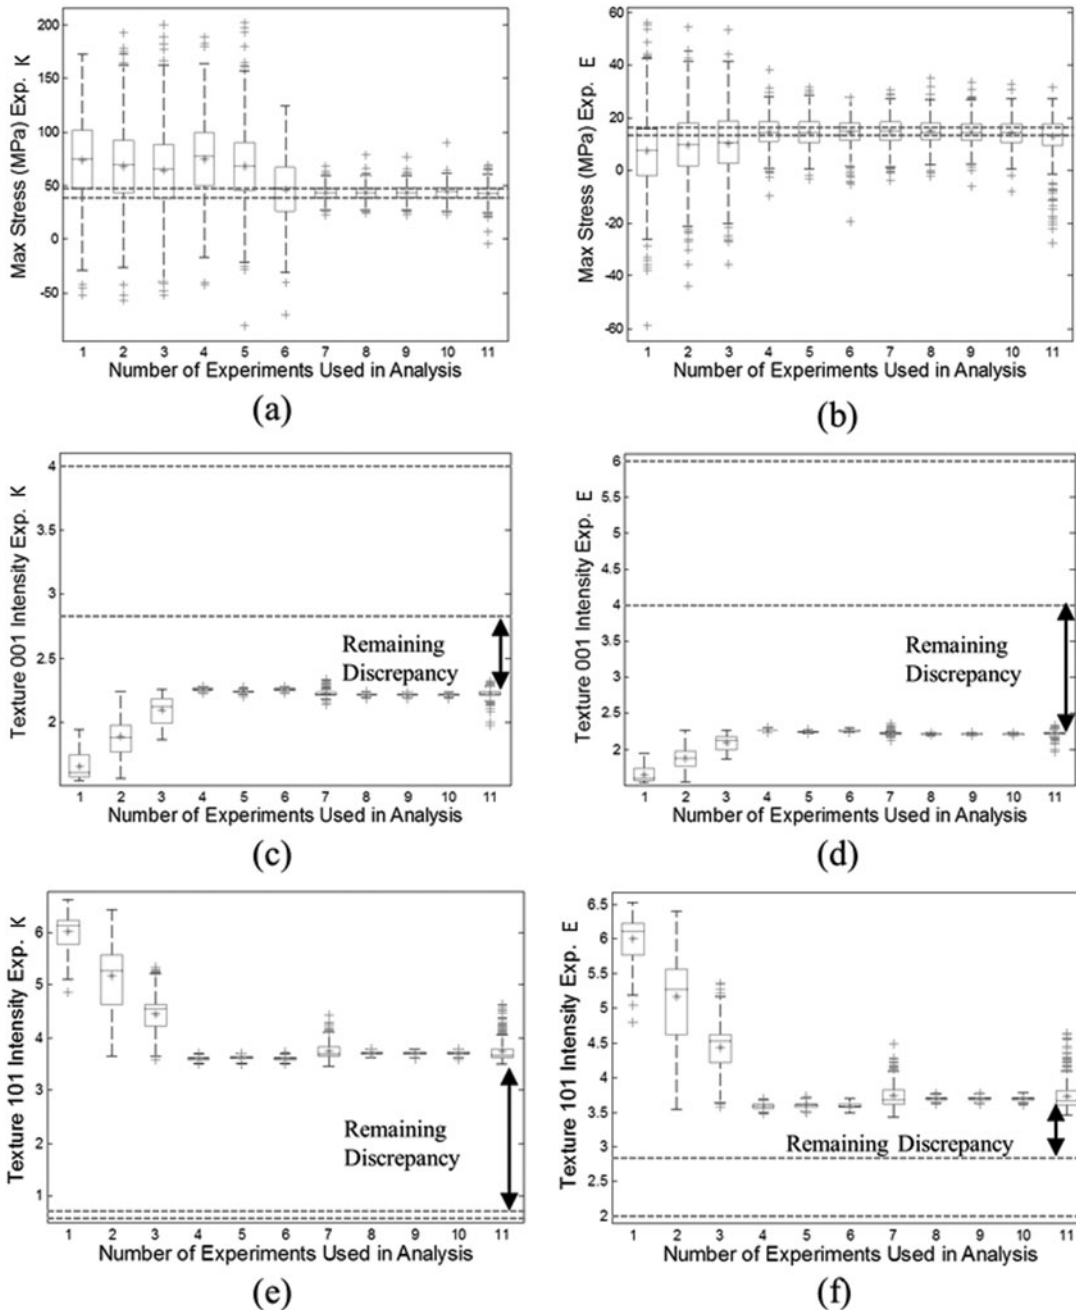 Max Stress (MPa) Exp. K
200
150
100
50
0
-50
1 2 3 4 5 6 7 8 9 10 11
Number of Experiments Used in Analysis
(a)
Max Stress (MPa) Exp. E
60
40
20
0
-20
-40
-60
1 2 3 4 5 6 7 8 9 10 11
Number of Experiments Used in Analysis
(b)
Texture 001 Intensity Exp. K
4
3.5
3
2.5
2
Remaining
Discrepancy
1 2 3 4 5 6 7 8 9 10 11
Number of Experiments Used in Analysis
(c)
Texture 001 Intensity Exp. E
6
5.5
5
4.5
4
3.5
3
2.5
2
Remaining
Discrepancy
1 2 3 4 5 6 7 8 9 10 11
Number of Experiments Used in Analysis
(d)
Texture 101 Intensity Exp. K
6
5
4
3
2
1
Remaining
Discrepancy
1 2 3 4 5 6 7 8 9 10 11
Number of Experiments Used in Analysis
(e)
Texture 101 Intensity Exp. E
6.5
6
5.5
5
4.5
4
3.5
3
2.5
2
Remaining Discrepancy
1 2 3 4 5 6 7 8 9 10 11
Number of Experiments Used in Analysis
(f)